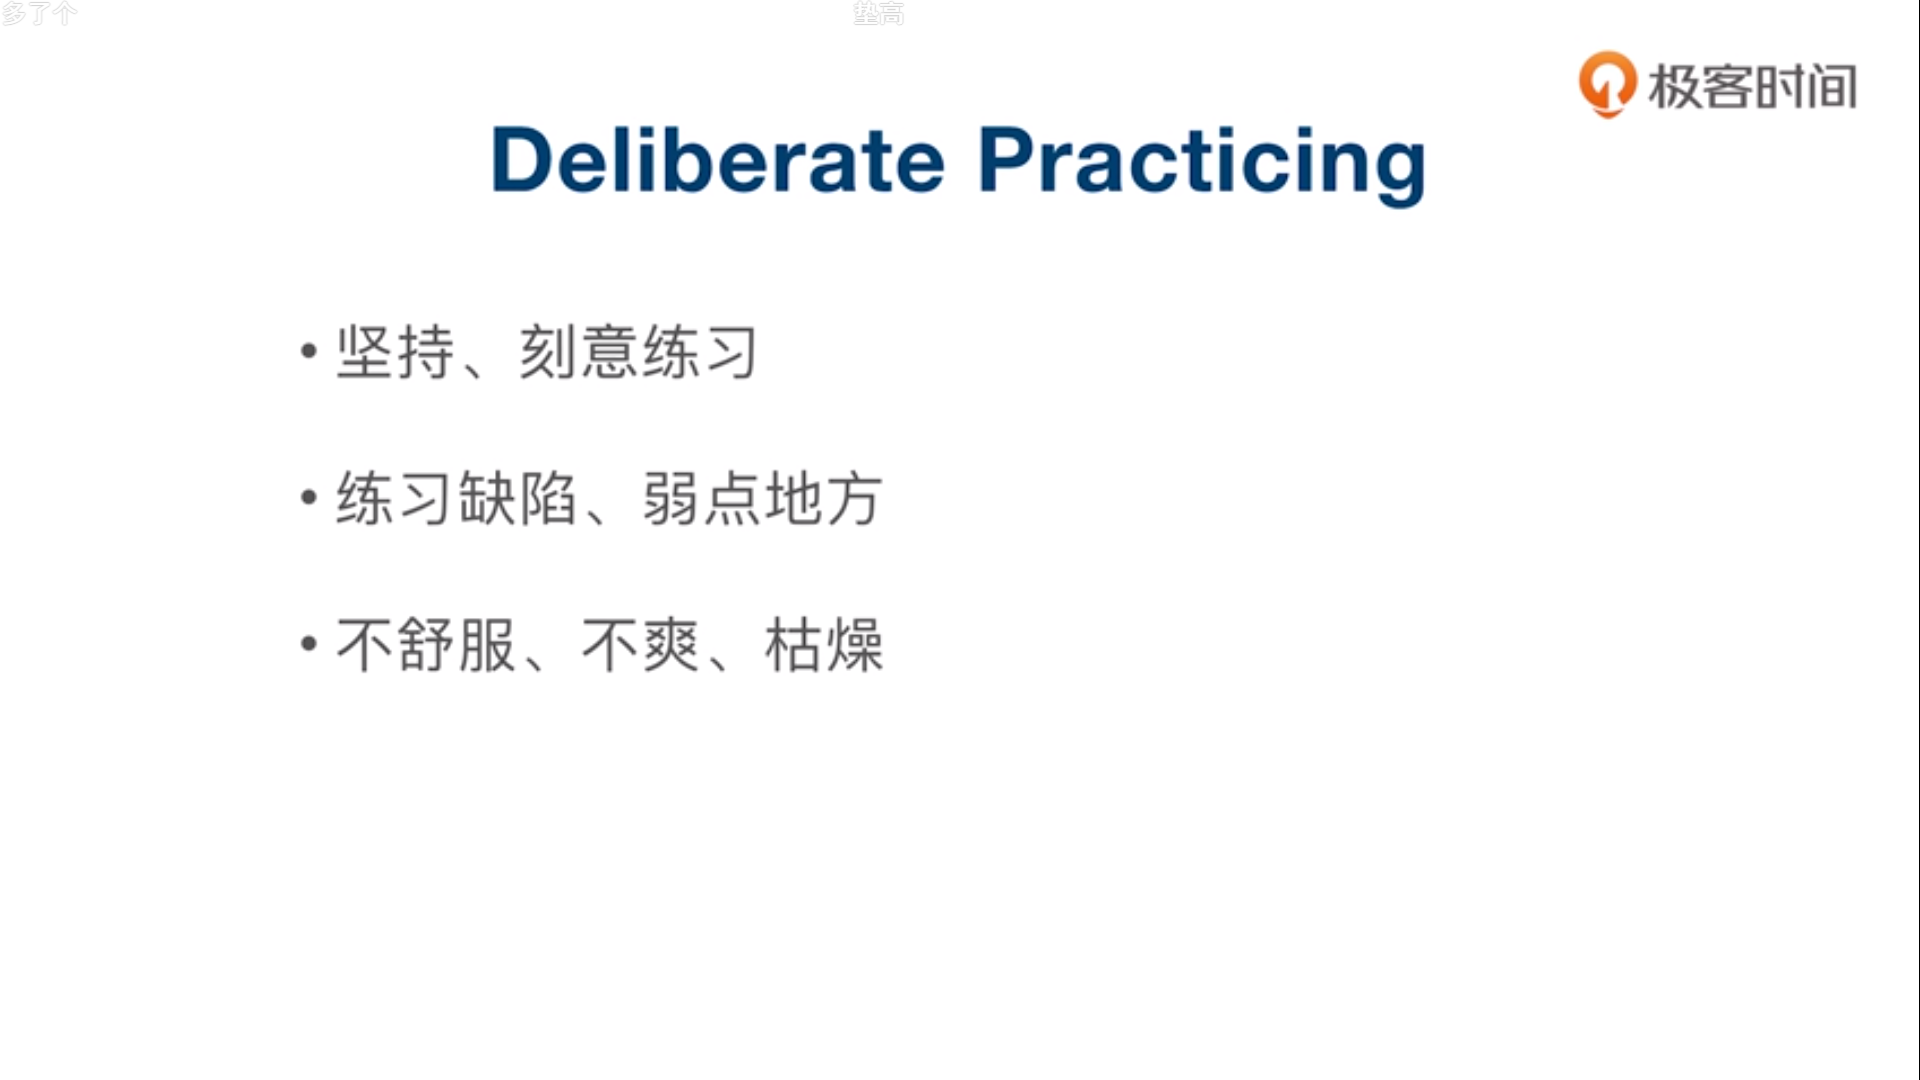 多了个 垫高
极客时间
Deliberate Practicing
• 坚持、刻意练习
• 练习缺陷、弱点地方
• 不舒服、不爽、枯燥